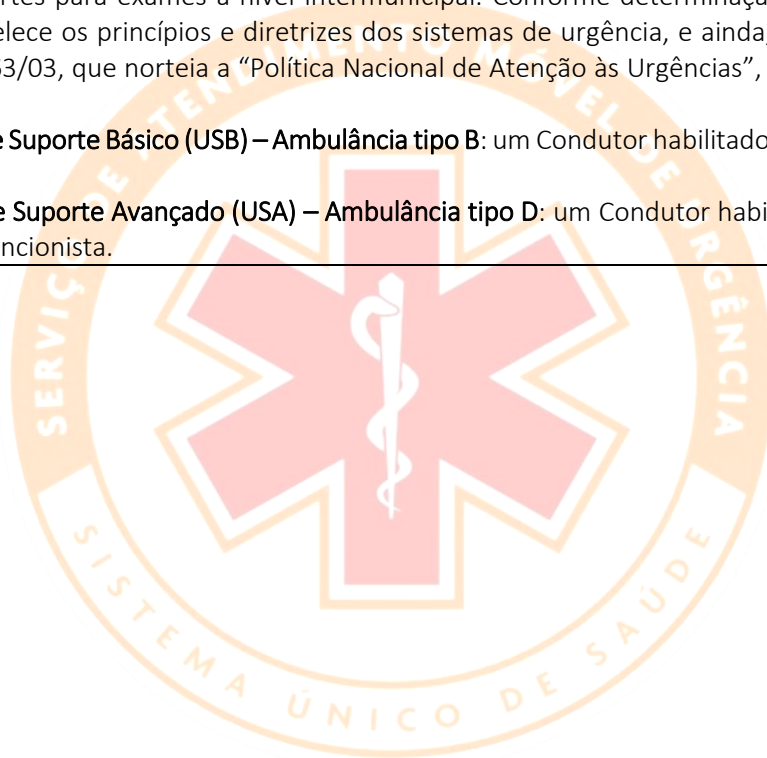 rtes para exames a nível intermunicipal. Conforme determinaça
elece os princípios e diretrizes dos sistemas de urgência, e ainda,
63/03, que norteia a “Política Nacional de Atenção às Urgências”,
e Suporte Básico (USB) – Ambulância tipo B: um Condutor habilitado
e Suporte Avançado (USA) – Ambulância tipo D: um Condutor habi
ncionista.
SERVIÇO DE ATENDIMENTO MÓVEL DE URGÊNCIA
SISTEMA ÚNICO DE SAÚDE